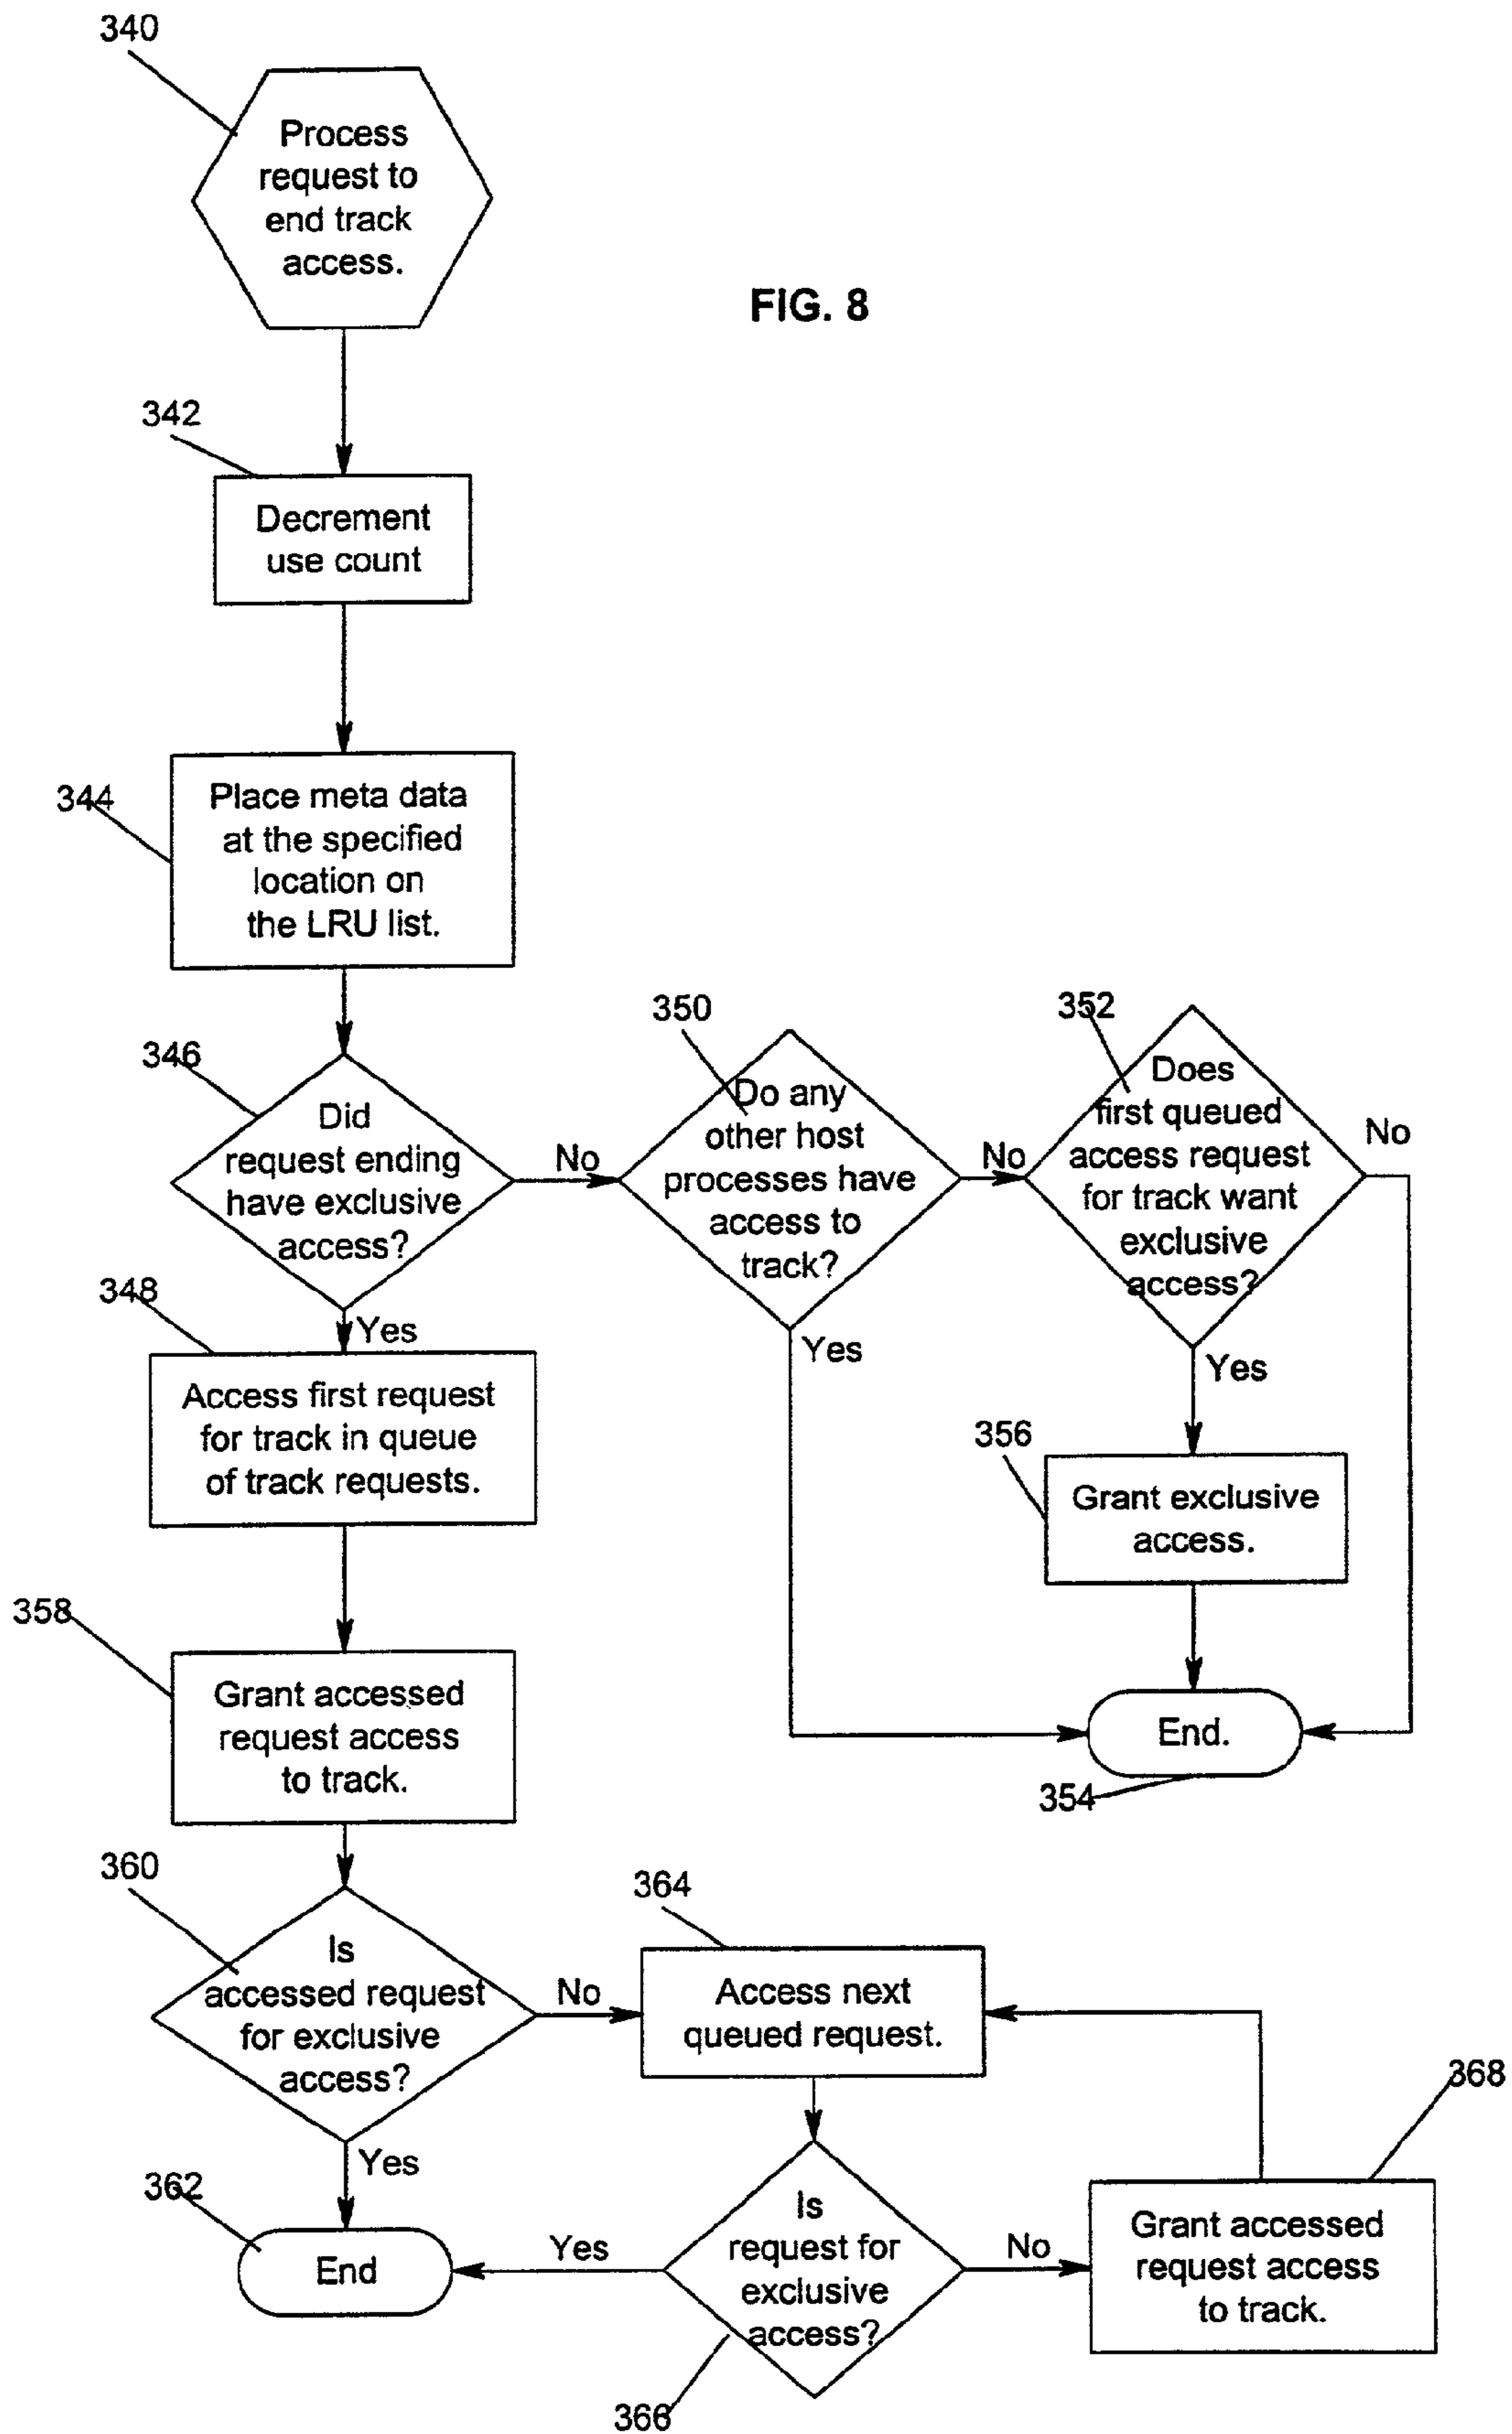 340
Process
request to
end track
access.
FIG. 8
342
Decrement
use count
344
Place meta data
at the specified
location on
the LRU list.
346
Did
request ending
have exclusive
access?
No
350
Do any
other host
processes have
access to
track?
No
352
Does
first queued
access request
for track want
exclusive
access?
No
Yes
Yes
Yes
348
Access first request
for track in queue
of track requests.
356
Grant exclusive
access.
358
Grant accessed
request access
to track.
End.
354
360
Is
accessed request
for exclusive
access?
No
364
Access next
queued request.
368
Yes
362
End
Yes
Is
request for
exclusive
access?
No
Grant accessed
request access
to track.
366